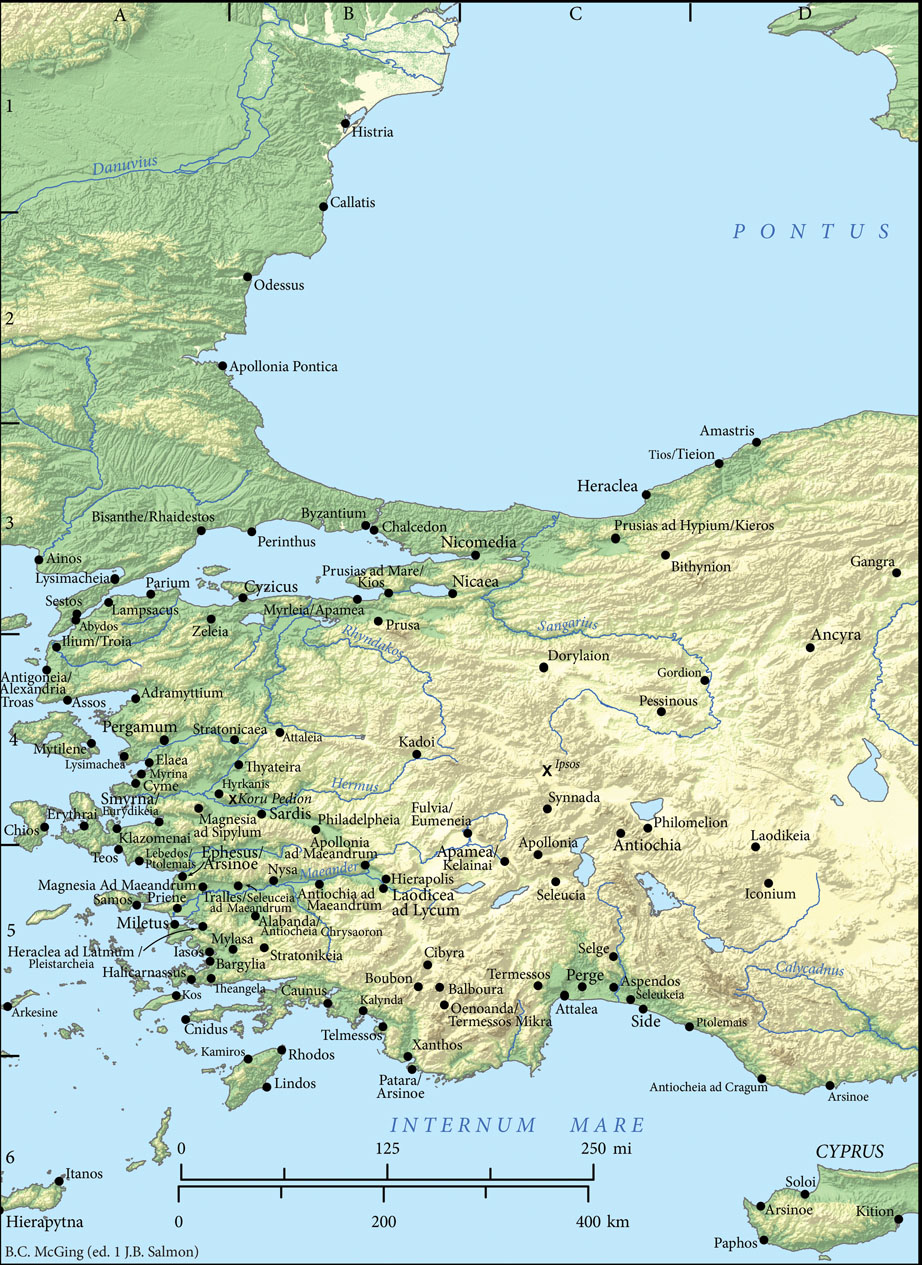 A
B
C
D
1
Histria
Danuvius
Callatis
PONTUS
Odessus
2
Apollonia Pontica
Amastris
Tios/Tieion
Heraclea
3
Bisanthe/Rhaidestos
Byzantium
Chalcedon
Prusias ad Hypium/Kieros
Perinthus
Nicomedia
Ainos
Bithynion
Gangra
Lysimacheia
Parium
Cyzicus
Prusias ad Mare/
Kios
Nicaea
Sestos
Lampsacus
Myrleia/Apamea
Abydos
Zeleia
Prusa
Sangarius
Ilium/Troia
Rhyndakos
Ancyra
Dorylaion
Gordion
Antigoneia/
Alexandria
Troas
Assos
Adramyttium
Pessinous
Pergamum
Stratonicaea
Attaleia
4
Mytilene
Kadoi
Lysimachea
Elaea
Thyateira
Ipsos
Myrina
Cyme
Hyrkanis
Hermus
Smyrna/
Eurydikeia
Koru Pedion
Synnada
Erythrai
Magnesia
ad Sipylum
Sardis
Philadelpheia
Fulvia/
Eumeneia
Philomelion
Chios
Klazomenai
Apollonia
ad Maeandrum
Apollonia
Antiochia
Laodikeia
Teos
Lebedos
Ptolemais
Ephesus/
Arsinoe
Apamea/
Kelainai
Nysa
Maeander
Hierapolis
Magnesia Ad Maeandrum
Antiochia ad
Maeandrum
Laodicea
ad Lycum
Seleucia
Iconium
Samos
Priene
Tralles/Seleuceia
ad Maeandrum
Miletus
Alabanda/
Antiocheia Chrysaoron
5
Heraclea ad Latmum /
Pleistarcheia
Mylasa
Iasos
Stratonikeia
Cibyra
Selge
Bargylia
Halicarnassus
Theangela
Boubon
Balboura
Termessos
Perge
Aspendos
Calycadnus
Kos
Caunus
Kalynda
Seleukeia
Arkesine
Oenoanda/
Termessos Mikra
Attalea
Side
Ptolemais
Cnidus
Telmessos
Xanthos
Kamiros
Rhodos
Lindos
Patara/
Arsinoe
Antiocheia ad Cragum
Arsinoe
INTERNUM MARE
0 125 250 mi
6
CYPRUS
Itanos
Soloi
Hierapytna
Arsinoe
Kition
0 200 400 km
Paphos
B.C. McGing (ed. 1 J.B. Salmon)